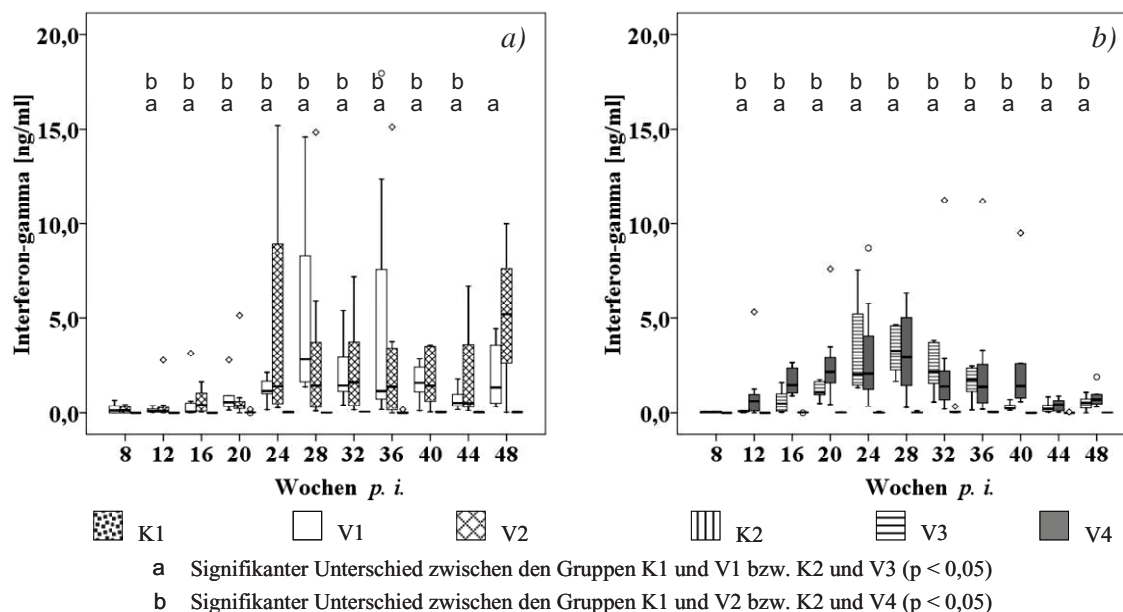 20,0
15,0
10,0
5,0
0,0
Interferon-gamma [ng/ml]
a)
b b b b b b b b b
a a a a a a a a a a
8 12 16 20 24 28 32 36 40 44 48
Wochen p. i.
20,0
15,0
10,0
5,0
0,0
Interferon-gamma [ng/ml]
b)
b b b b b b b b b b
a a a a a a a a a a
8 12 16 20 24 28 32 36 40 44 48
Wochen p. i.
K1 V1 V2 K2 V3 V4
a Signifikanter Unterschied zwischen den Gruppen K1 und V1 bzw. K2 und V3 (p < 0,05)
b Signifikanter Unterschied zwischen den Gruppen K1 und V2 bzw. K2 und V4 (p < 0,05)